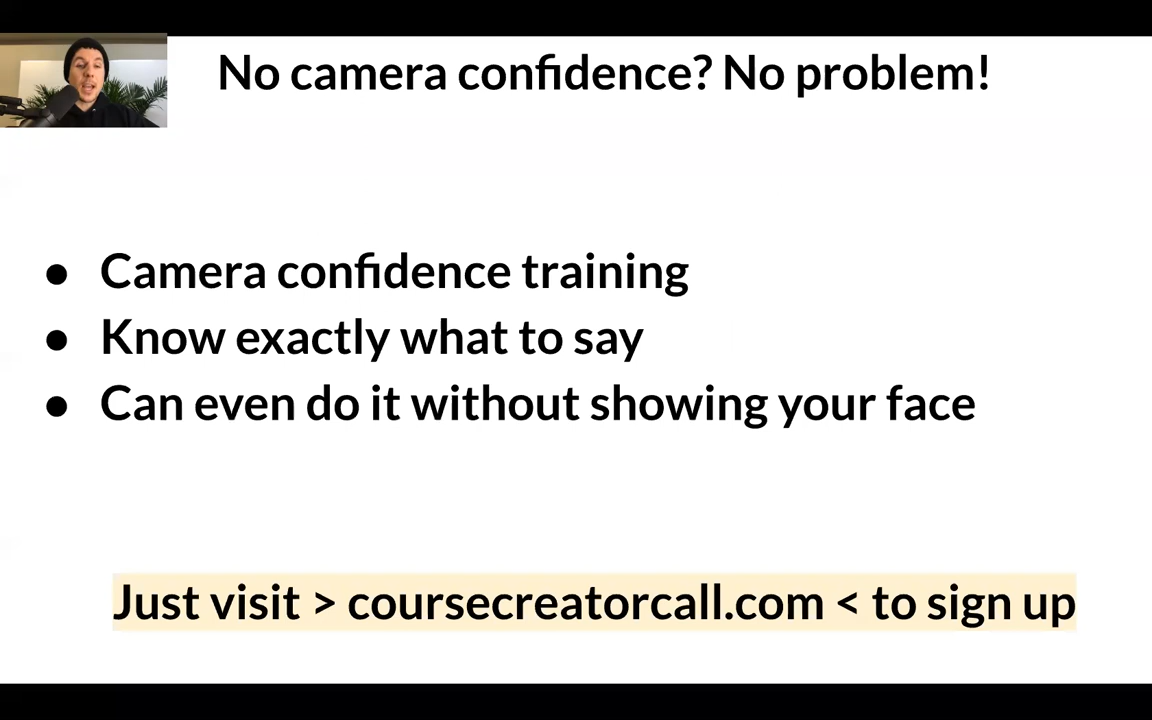 No camera confidence? No problem!
● Camera confidence training
● Know exactly what to say
● Can even do it without showing your face
Just visit > coursecreatorcall.com < to sign up